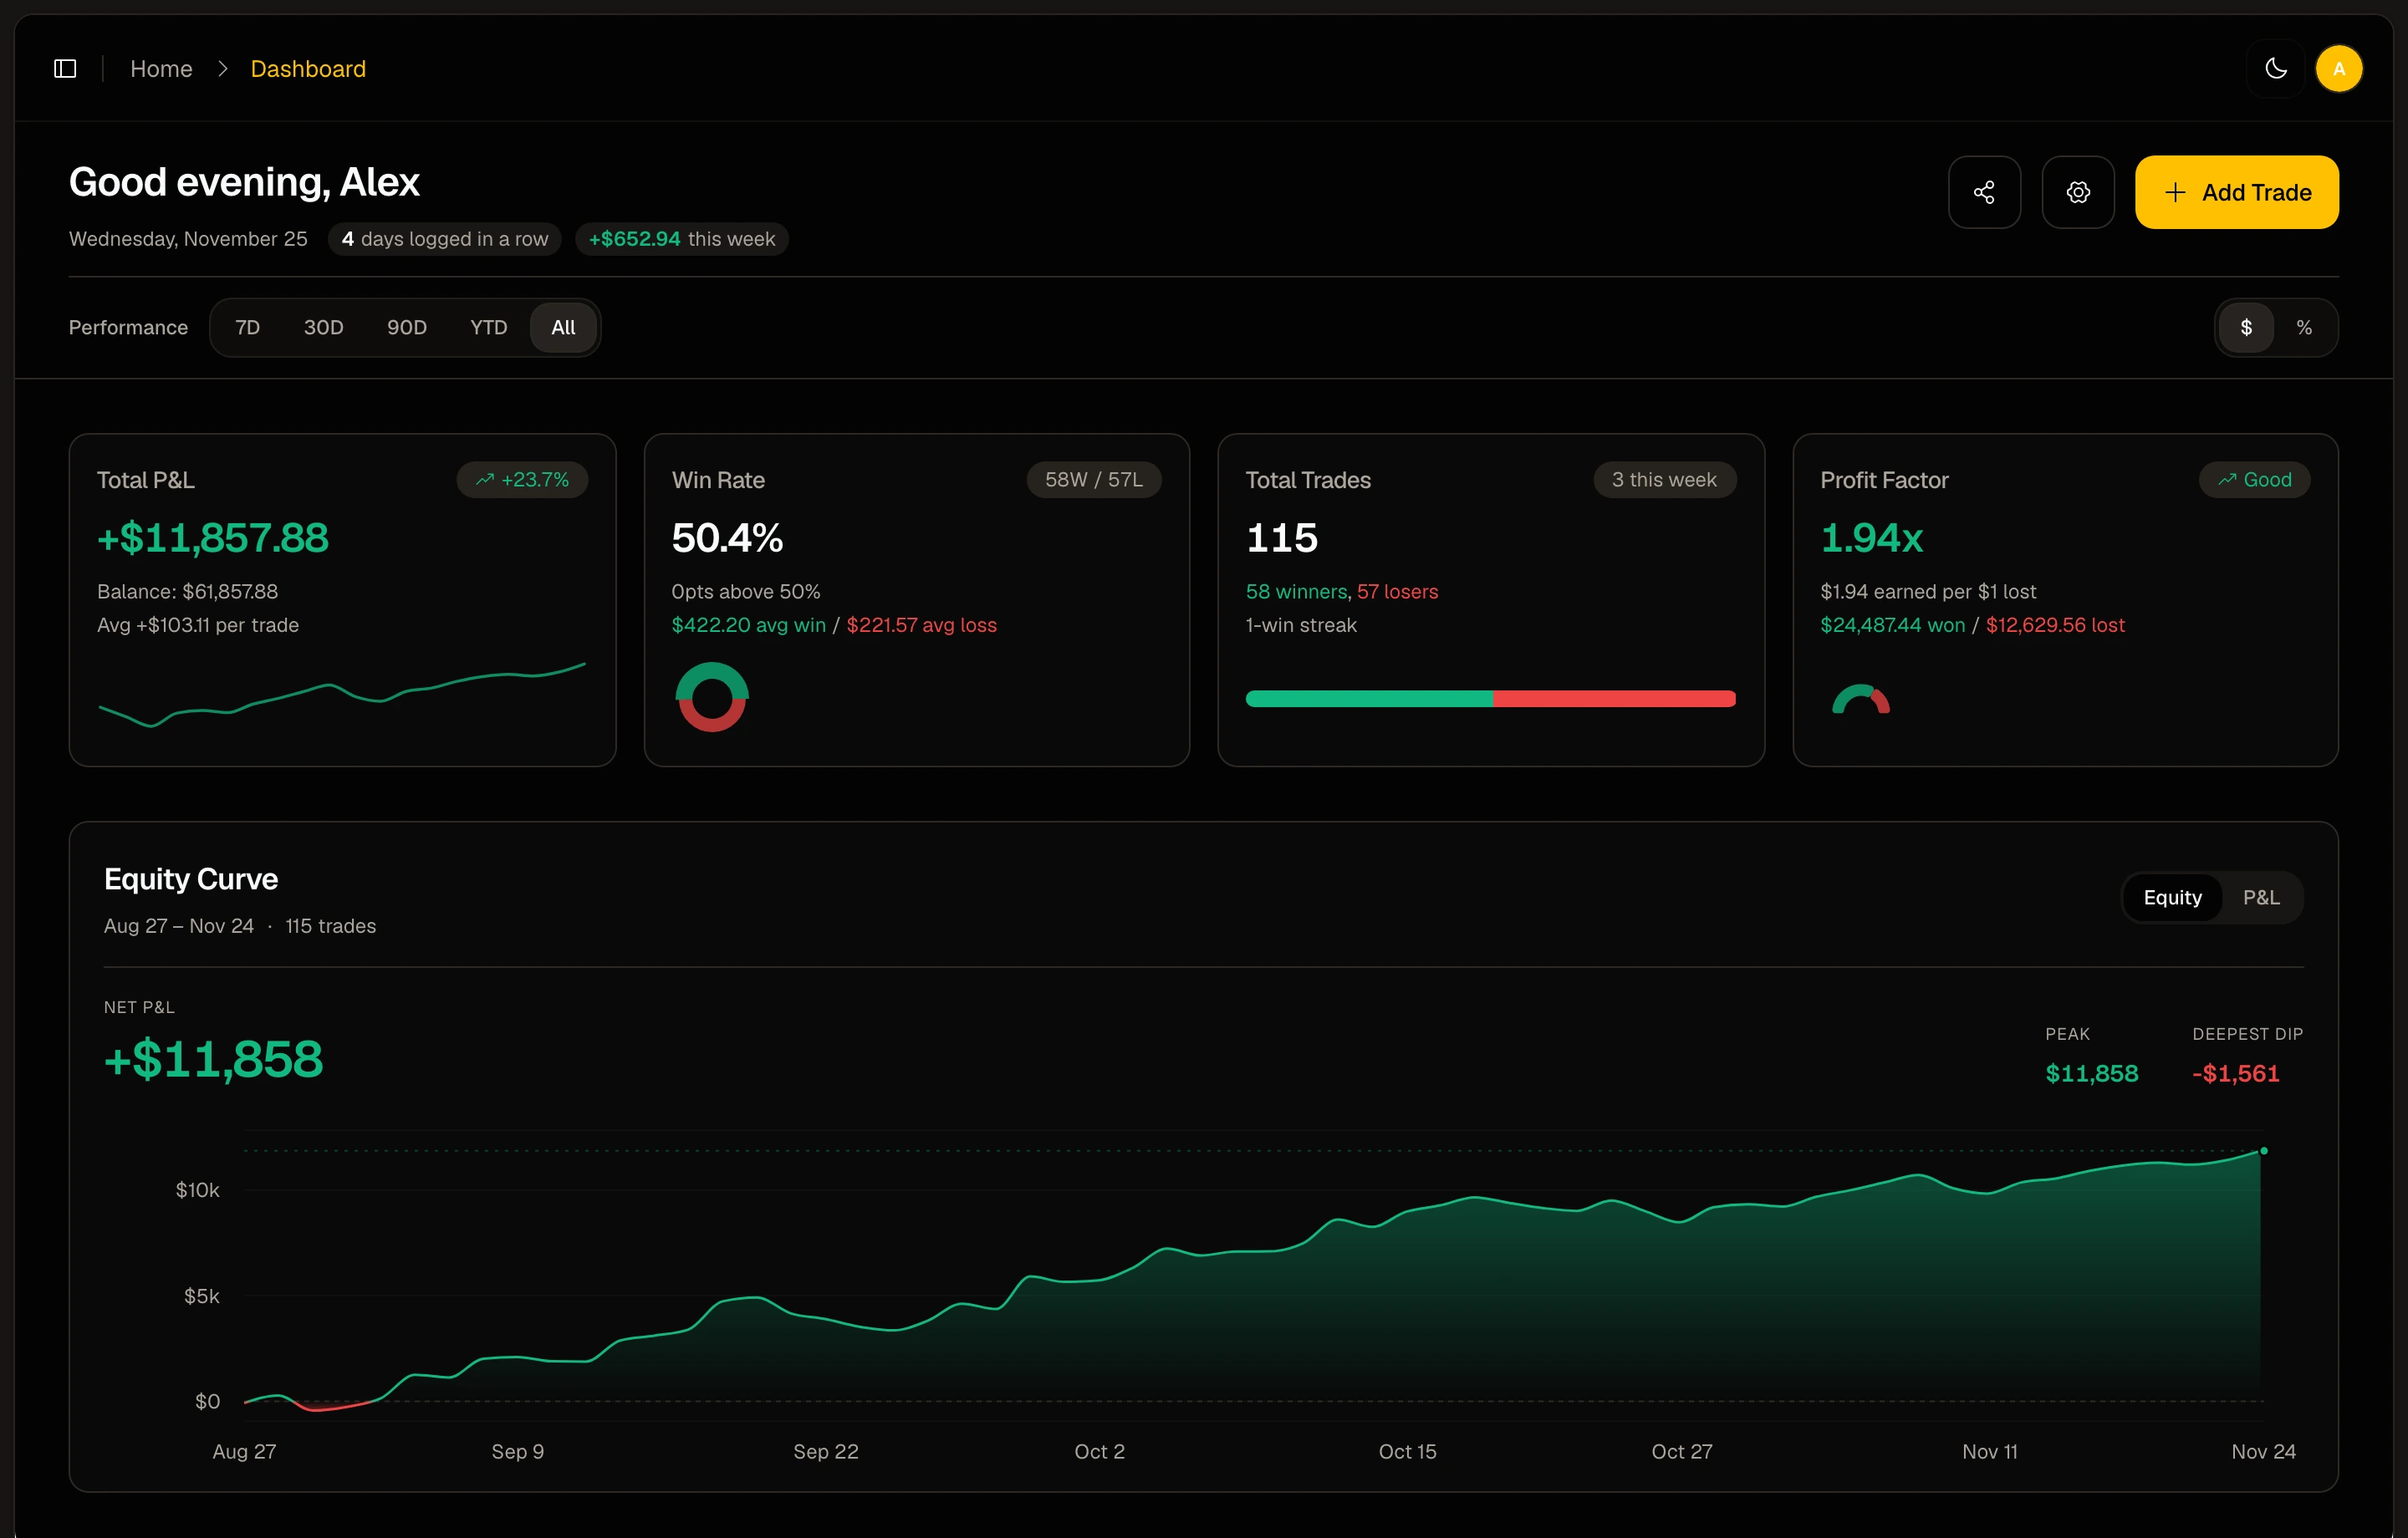 Home > Dashboard
A
Good evening, Alex
Add Trade
Wednesday, November 25 4 days logged in a row +$652.94 this week
Performance 7D 30D 90D YTD All $ %
Total P&L +23.7%
+$11,857.88
Balance: $61,857.88
Avg +$103.11 per trade
Win Rate 58W / 57L
50.4%
0pts above 50%
$422.20 avg win / $221.57 avg loss
Total Trades 3 this week
115
58 winners, 57 losers
1-win streak
Profit Factor Good
1.94x
$1.94 earned per $1 lost
$24,487.44 won / $12,629.56 lost
Equity Curve
Aug 27 – Nov 24 · 115 trades
Equity P&L
NET P&L
+$11,858
PEAK DEEPEST DIP
$11,858 -$1,561
$10k
$5k
$0
Aug 27 Sep 9 Sep 22 Oct 2 Oct 15 Oct 27 Nov 11 Nov 24